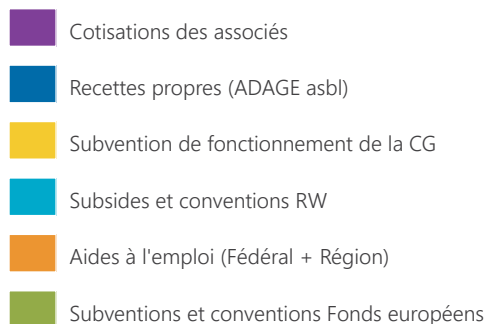 Cotisations des associés
Recettes propres (ADAGE asbl)
Subvention de fonctionnement de la CG
Subsides et conventions RW
Aides à l'emploi (Fédéral + Région)
Subventions et conventions Fonds européens